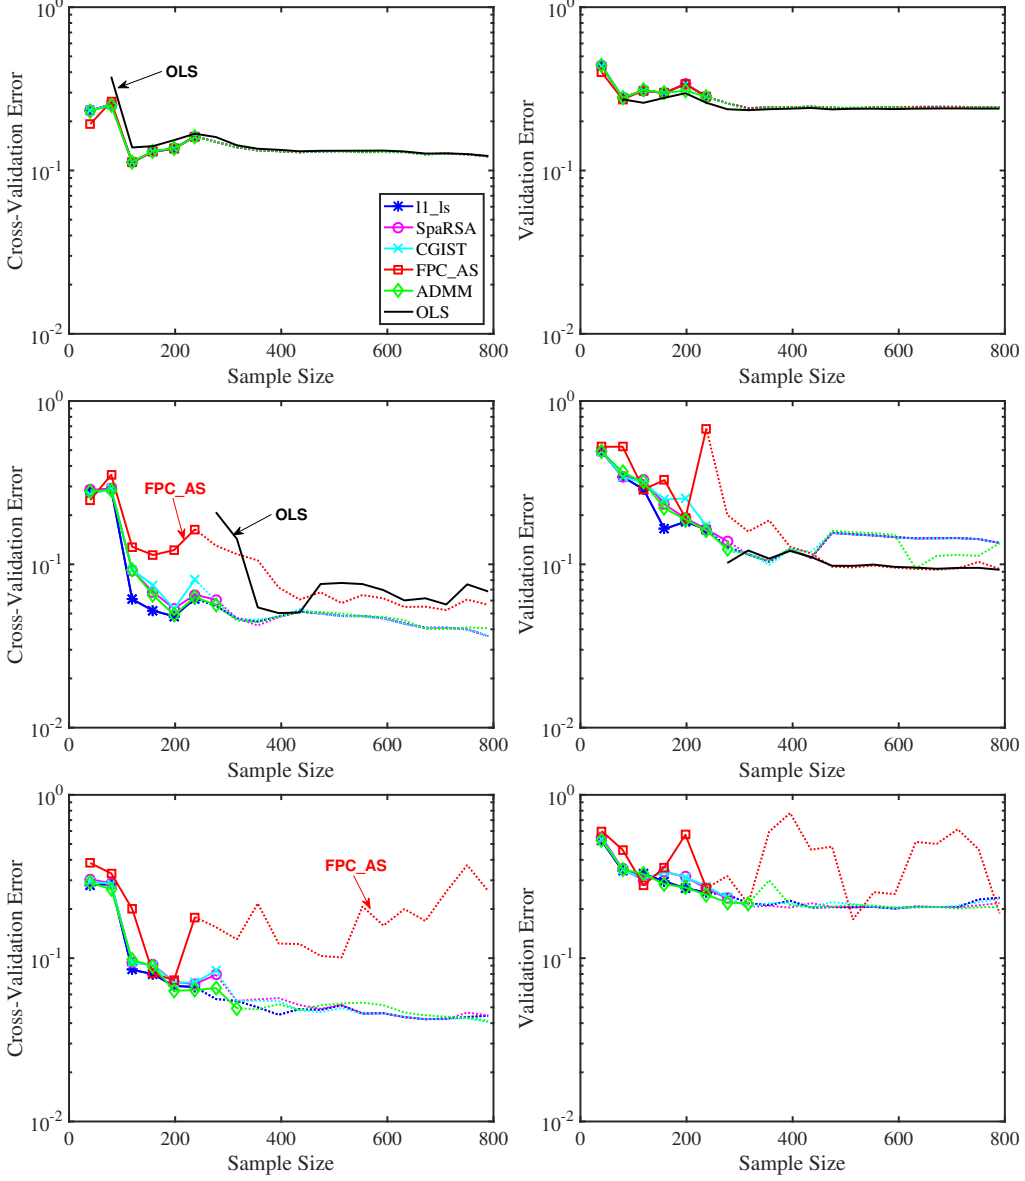 Cross-Validation Error
10^0
10^-1
10^-2
OLS
l1_ls
SpaRSA
CGIST
FPC_AS
ADMM
OLS
0 200 400 600 800
Sample Size
Validation Error
10^0
10^-1
10^-2
0 200 400 600 800
Sample Size
Cross-Validation Error
10^0
10^-1
10^-2
FPC_AS
OLS
0 200 400 600 800
Sample Size
Validation Error
10^0
10^-1
10^-2
0 200 400 600 800
Sample Size
Cross-Validation Error
10^0
10^-1
10^-2
FPC_AS
0 200 400 600 800
Sample Size
Validation Error
10^0
10^-1
10^-2
0 200 400 600 800
Sample Size